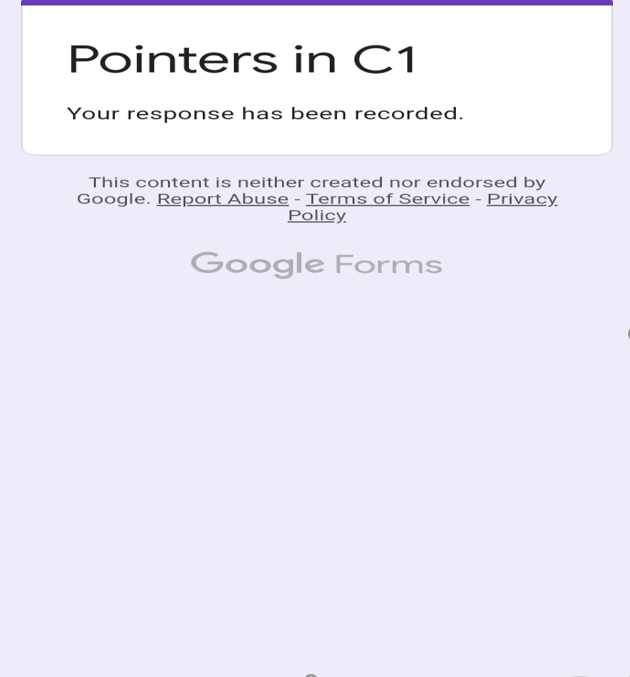 Pointers in C1
Your response has been recorded.
This content is neither created nor endorsed by
Google. Report Abuse - Terms of Service - Privacy
Policy
Google Forms